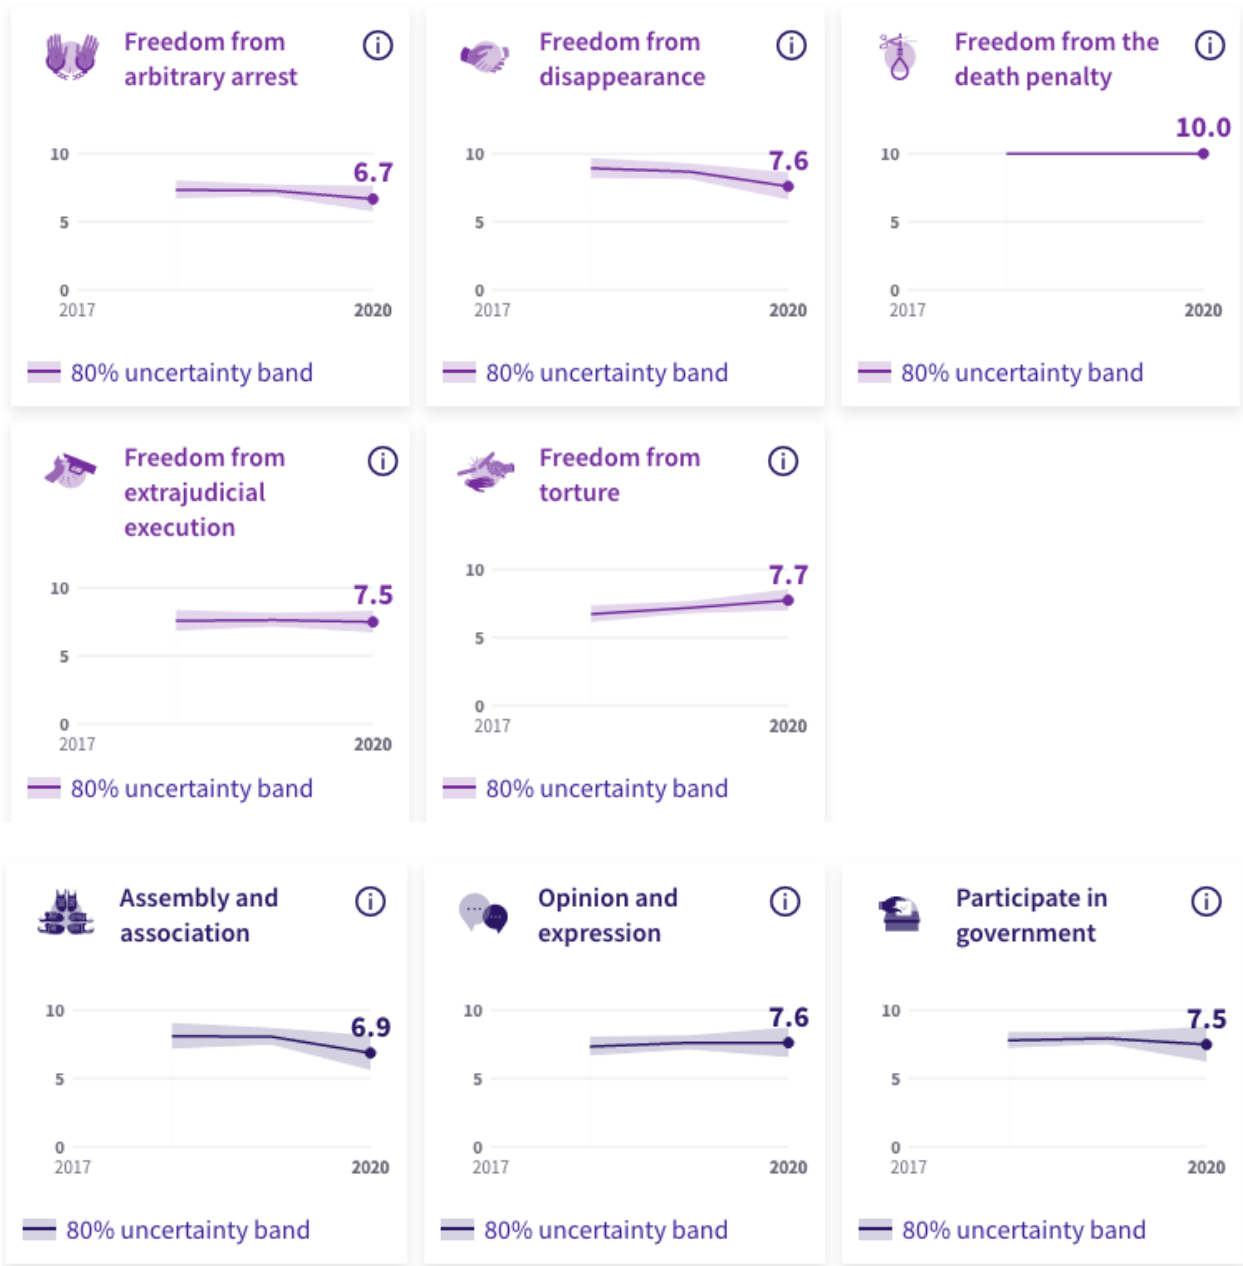 Freedom from
arbitrary arrest
10
6.7
5
0
2017
2020
80% uncertainty band
Freedom from
disappearance
10
7.6
5
0
2017
2020
80% uncertainty band
Freedom from the
death penalty
10.0
10
5
0
2017
2020
80% uncertainty band
Freedom from
extrajudicial
execution
10
7.5
5
0
2017
2020
80% uncertainty band
Freedom from
torture
10
7.7
5
0
2017
2020
80% uncertainty band
Assembly and
association
10
6.9
5
0
2017
2020
80% uncertainty band
Opinion and
expression
10
7.6
5
0
2017
2020
80% uncertainty band
Participate in
government
10
7.5
5
0
2017
2020
80% uncertainty band